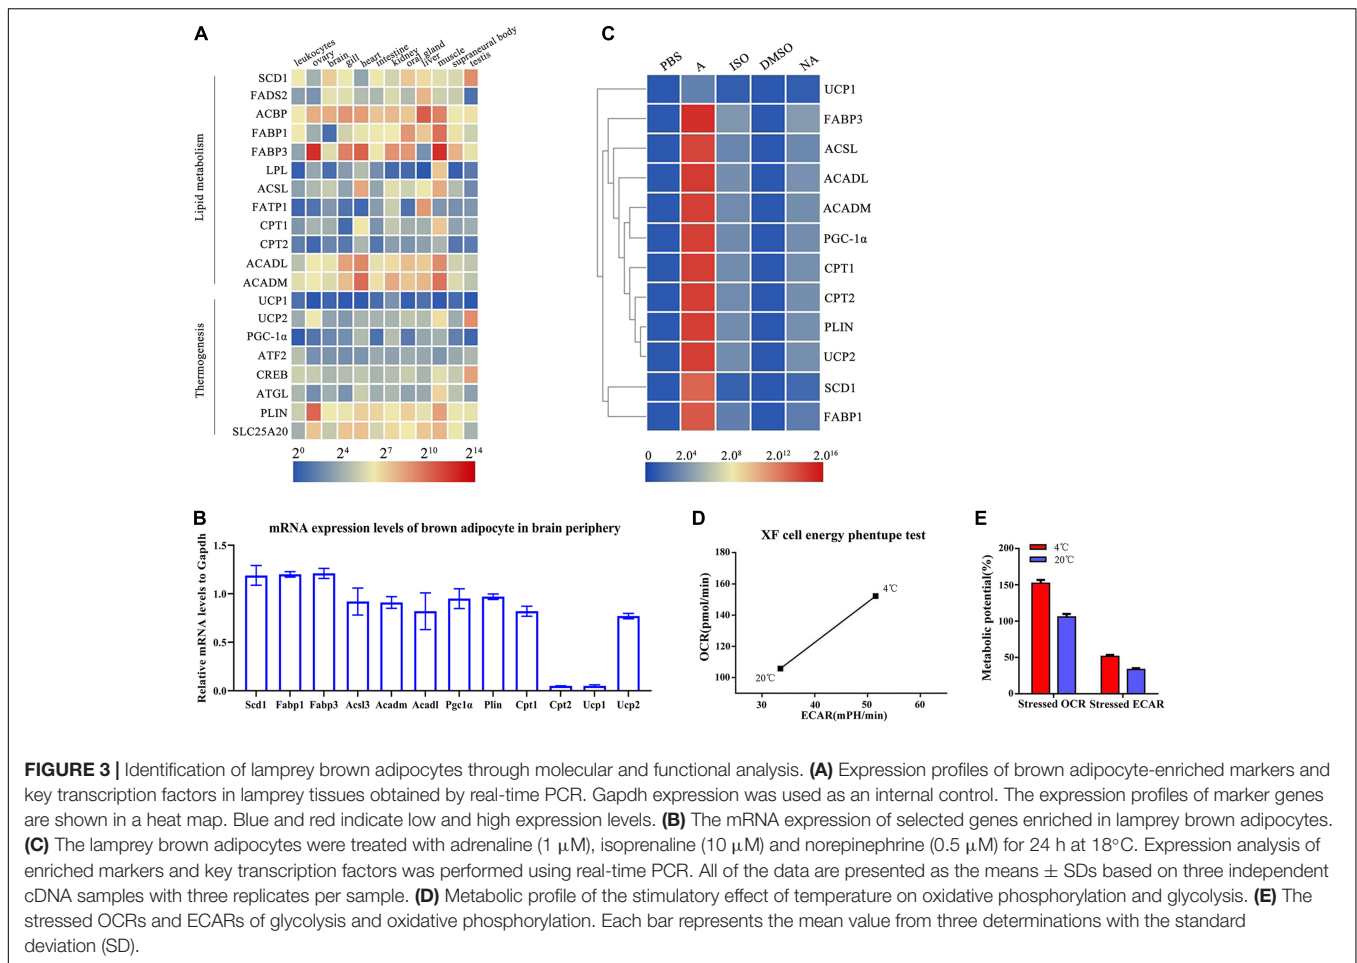 A
leukocytes
ovary
brain
gill
heart
intestine
kidney
oral gland
liver
muscle
supraneural body
testis
Lipid metabolism
SCD1
FADS2
ACBP
FABP1
FABP3
LPL
ACSL
FATP1
CPT1
CPT2
ACADL
ACADM
Thermogenesis
UCP1
UCP2
PGC-1α
ATF2
CREB
ATGL
PLIN
SLC25A20
2⁰ 2⁴ 2⁷ 2¹⁰ 2¹⁴
C
PBS A ISO DMSO NA
UCP1
FABP3
ACSL
ACADL
ACADM
PGC-1α
CPT1
CPT2
PLIN
UCP2
SCD1
FABP1
0 2.0⁴ 2.0⁸ 2.0¹² 2.0¹⁶
B
mRNA expression levels of brown adipocyte in brain periphery
Relative mRNA levels to Gapdh
1.5
1.0
0.5
0.0
Scd1 Fabp1 Fabp3 Acsl3 Acadm Acadl Pgc1α Plin Cpt1 Cpt2 Ucp1 Ucp2
D
XF cell energy phentupe test
OCR(pmol/min)
180
160
140
120
100
4℃
20℃
30 40 50 60
ECAR(mPH/min)
E
4℃
20℃
Metabolic potential(%)
200
150
100
50
0
Stressed OCR Stressed ECAR
FIGURE 3 | Identification of lamprey brown adipocytes through molecular and functional analysis. (A) Expression profiles of brown adipocyte-enriched markers and
key transcription factors in lamprey tissues obtained by real-time PCR. Gapdh expression was used as an internal control. The expression profiles of marker genes
are shown in a heat map. Blue and red indicate low and high expression levels. (B) The mRNA expression of selected genes enriched in lamprey brown adipocytes.
(C) The lamprey brown adipocytes were treated with adrenaline (1 μM), isoprenaline (10 μM) and norepinephrine (0.5 μM) for 24 h at 18°C. Expression analysis of
enriched markers and key transcription factors was performed using real-time PCR. All of the data are presented as the means ± SDs based on three independent
cDNA samples with three replicates per sample. (D) Metabolic profile of the stimulatory effect of temperature on oxidative phosphorylation and glycolysis. (E) The
stressed OCRs and ECARs of glycolysis and oxidative phosphorylation. Each bar represents the mean value from three determinations with the standard
deviation (SD).